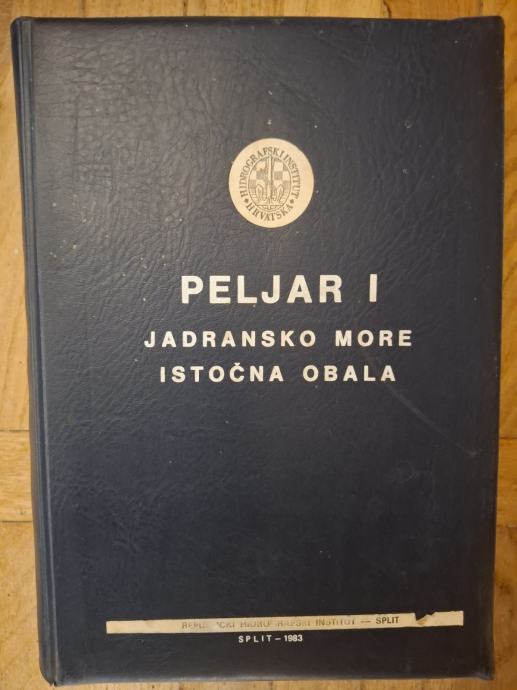 HIDROGRAFSKI INSTITUT
HRVATSKA
PELJAR I
JADRANSKO MORE
ISTOČNA OBALA
INSTITUT — SPLIT
SPLIT – 1983